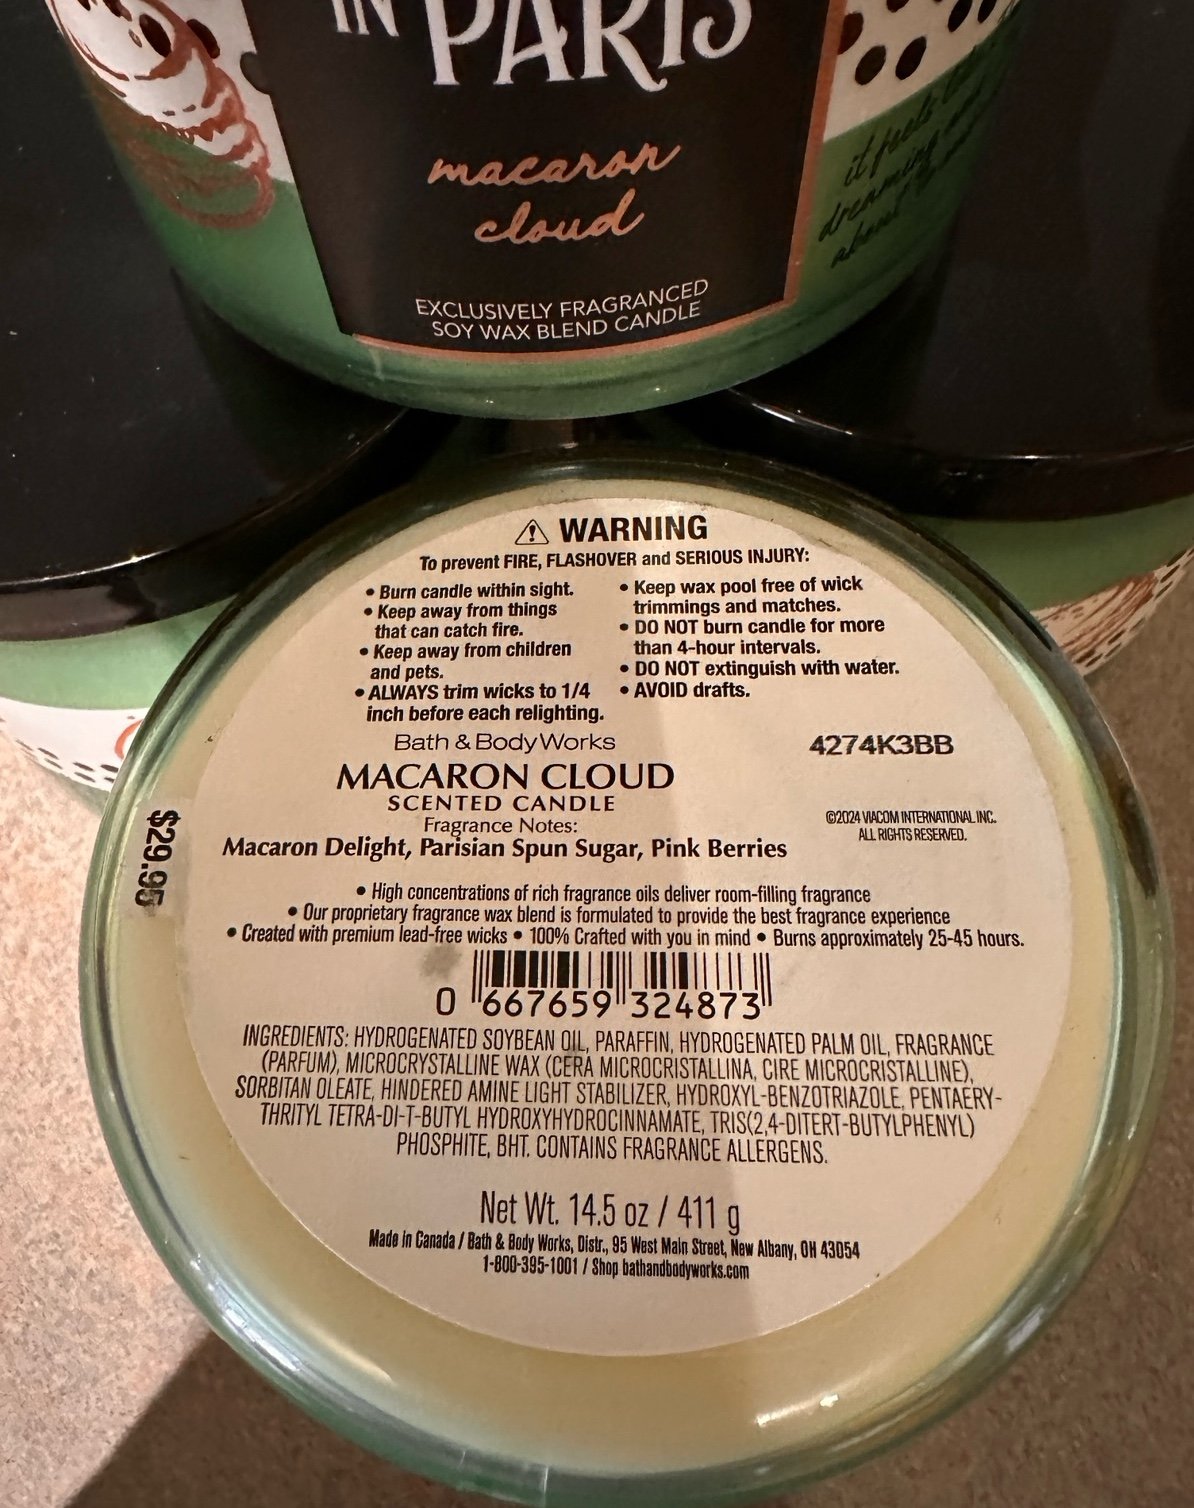 IN PARIS
macaron
cloud
EXCLUSIVELY FRAGRANCED
SOY WAX BLEND CANDLE
it feels
dreaming
about
⚠ WARNING
To prevent FIRE, FLASHOVER and SERIOUS INJURY:
• Burn candle within sight.
• Keep away from things
that can catch fire.
• Keep away from children
and pets.
• ALWAYS trim wicks to 1/4
inch before each relighting.
• Keep wax pool free of wick
trimmings and matches.
• DO NOT burn candle for more
than 4-hour intervals.
• DO NOT extinguish with water.
• AVOID drafts.
Bath & Body Works
4274K3BB
MACARON CLOUD
SCENTED CANDLE
Fragrance Notes:
Macaron Delight, Parisian Spun Sugar, Pink Berries
©2024 VIACOM INTERNATIONAL INC.
ALL RIGHTS RESERVED.
$29.95
• High concentrations of rich fragrance oils deliver room-filling fragrance
• Our proprietary fragrance wax blend is formulated to provide the best fragrance experience
• Created with premium lead-free wicks • 100% Crafted with you in mind • Burns approximately 25-45 hours.
0 667659 324873
INGREDIENTS: HYDROGENATED SOYBEAN OIL, PARAFFIN, HYDROGENATED PALM OIL, FRAGRANCE
(PARFUM), MICROCRYSTALLINE WAX (CERA MICROCRISTALLINA, CIRE MICROCRISTALLINE),
SORBITAN OLEATE, HINDERED AMINE LIGHT STABILIZER, HYDROXYL-BENZOTRIAZOLE, PENTAERY-
THRITYL TETRA-DI-T-BUTYL HYDROXYHYDROCINNAMATE, TRIS(2,4-DITERT-BUTYLPHENYL)
PHOSPHITE, BHT. CONTAINS FRAGRANCE ALLERGENS.
Net Wt. 14.5 oz / 411 g
Made in Canada / Bath & Body Works, Distr., 95 West Main Street, New Albany, OH 43054
1-800-395-1001 / Shop bathandbodyworks.com